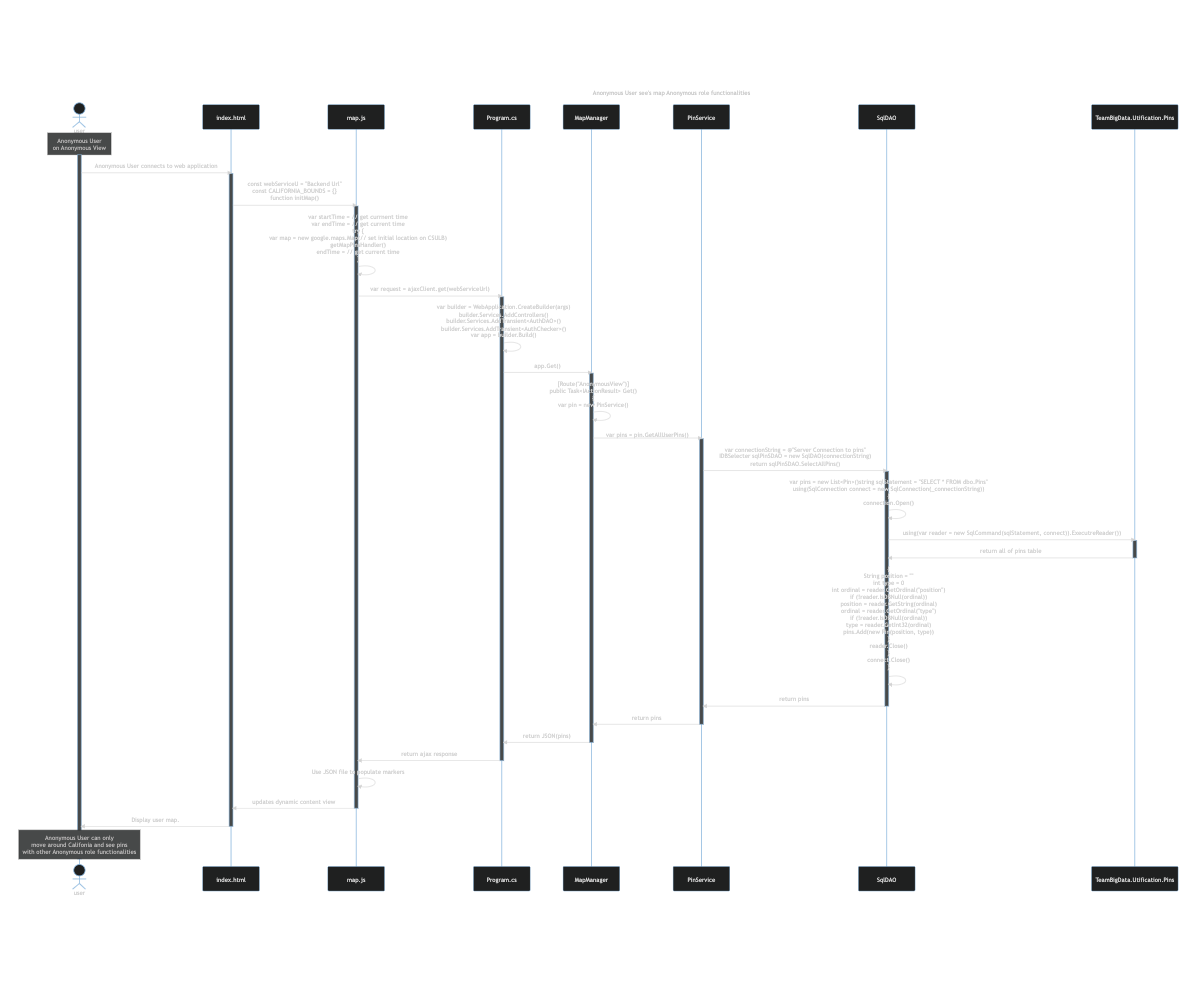 Anonymous User see's map Anonymous role functionalities
user
index.html
map.js
Program.cs
MapManager
PinService
SqlDAO
TeamBigData.Utification.Pins
Anonymous User
on Anonymous View
Anonymous User connects to web application
const webServiceU = "Backend Url"
const CALIFORNIA_BOUNDS = {}
function initMap()
var startTime = // get current time
var endTime = // get current time
var map = new google.maps.Map // set initial location on CSULB)
endTime = // get current time
var request = ajaxClient.get(webServiceUrl)
var builder = WebApplication.CreateBuilder(args)
builder.Services.AddControllers()
builder.Services.AddTransient<AuthDAO>()
builder.Services.AddTransient<AuthChecker>()
var app = builder.Build()
app.Get()
[Route("AnonymousView")]
public Task<IActionResult> Get()
var pin = new PinService()
var pins = pin.GetAllUserPins()
var connectionString = @"Server Connection to pins"
IDBSelecter sqlPinSDAO = new SqlDAO(connectionString)
return sqlPinSDAO.SelectAllPins()
var pins = new List<Pin>()string sqlStatement = "SELECT * FROM dbo.Pins"
using(SqlConnection connect = new SqlConnection(_connectionString))
connection.Open()
using(var reader = new SqlCommand(sqlStatement, connect)).ExecuteReader())
return all of pins table
String position = ""
int type = 0
int ordinal = reader.GetOrdinal("position")
if (!reader.IsDBNull(ordinal))
position = reader.GetString(ordinal)
ordinal = reader.GetOrdinal("type")
if (!reader.IsDBNull(ordinal))
type = reader.GetInt32(ordinal)
pins.Add(new Pin(position, type))
reader.Close()
connect.Close()
return pins
return pins
return JSON(pins)
return ajax response
Use JSON file to populate markers
updates dynamic content view
Display user map.
Anonymous User can only
move around Califonia and see pins
with other Anonymous role functionalities
user
index.html
map.js
Program.cs
MapManager
PinService
SqlDAO
TeamBigData.Utification.Pins